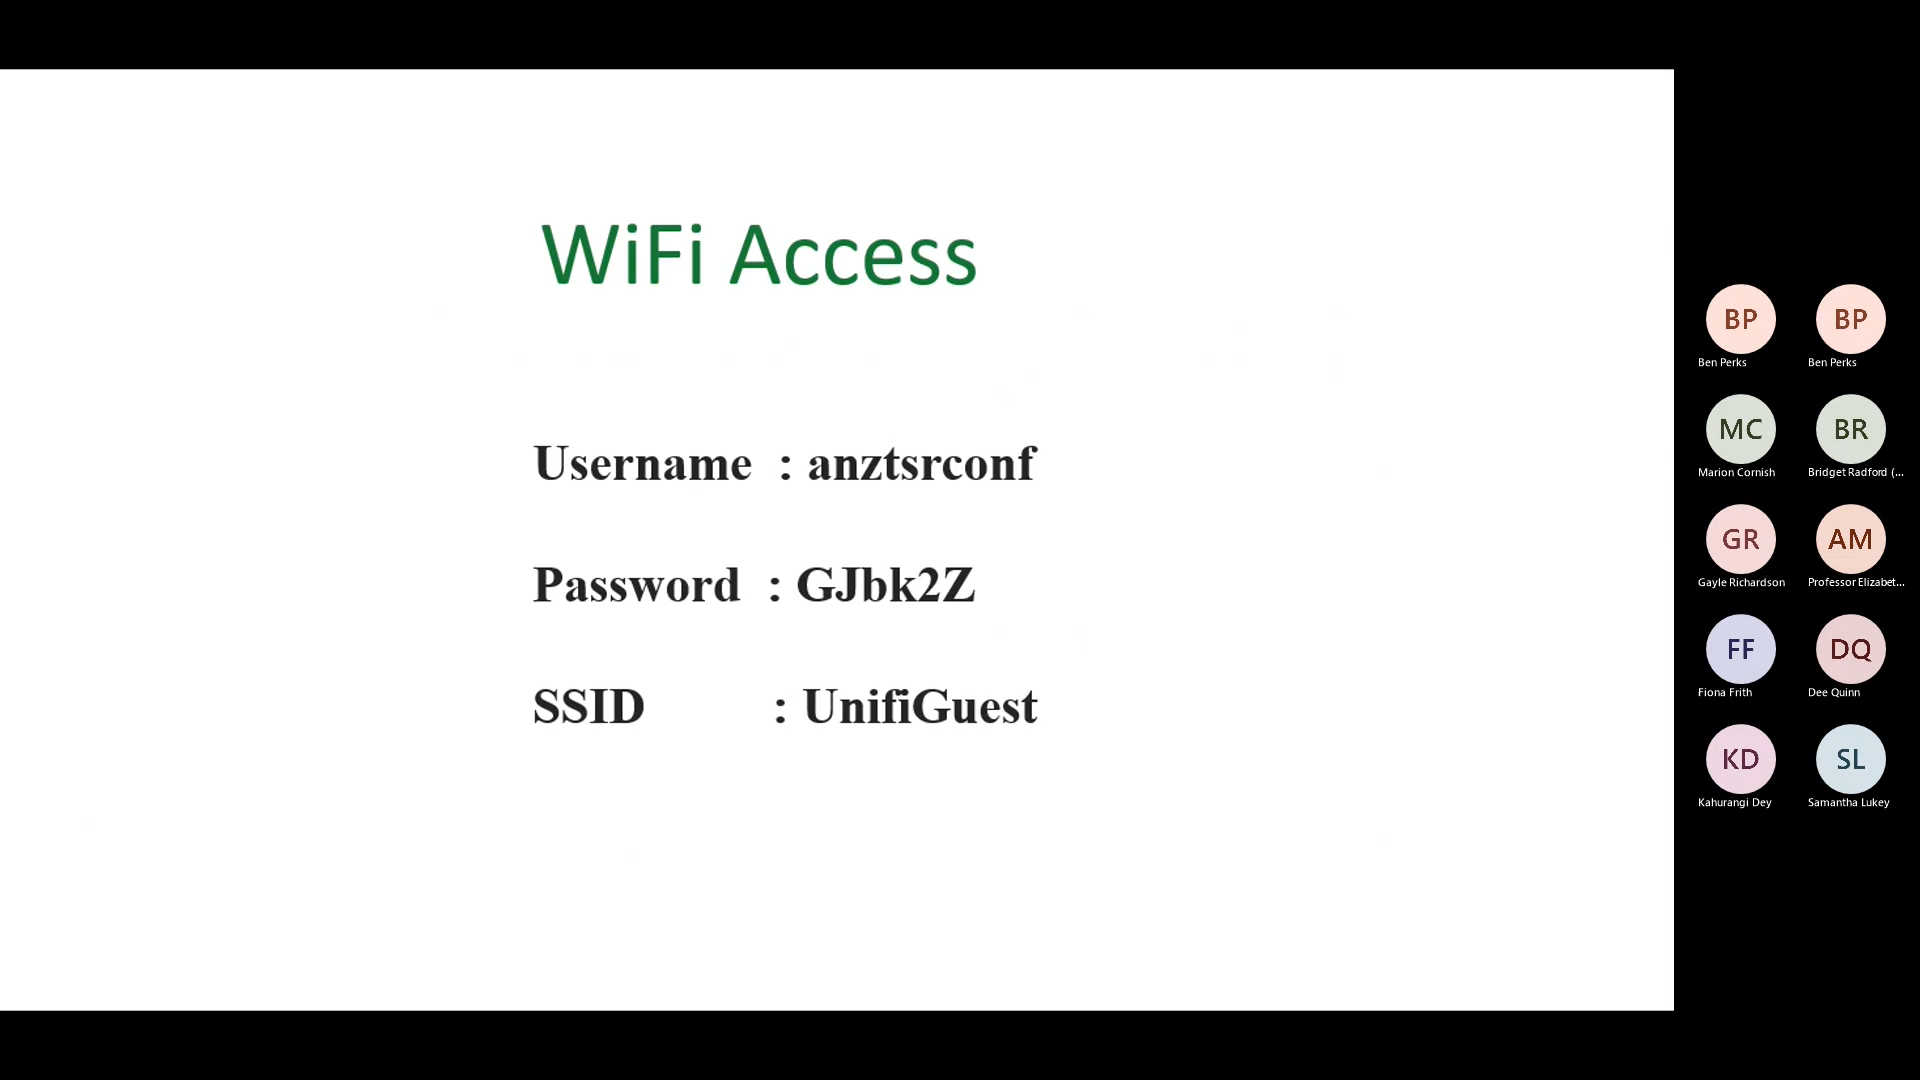 WiFi Access
Username : anztsrconf
Password : GJbk2Z
SSID : UnifiGuest
BP BP
Ben Perks Ben Perks
MC BR
Marion Cornish Bridget Radford (...
GR AM
Gayle Richardson Professor Elizabet...
FF DQ
Fiona Frith Dee Quinn
KD SL
Kahurangi Dey Samantha Lukey